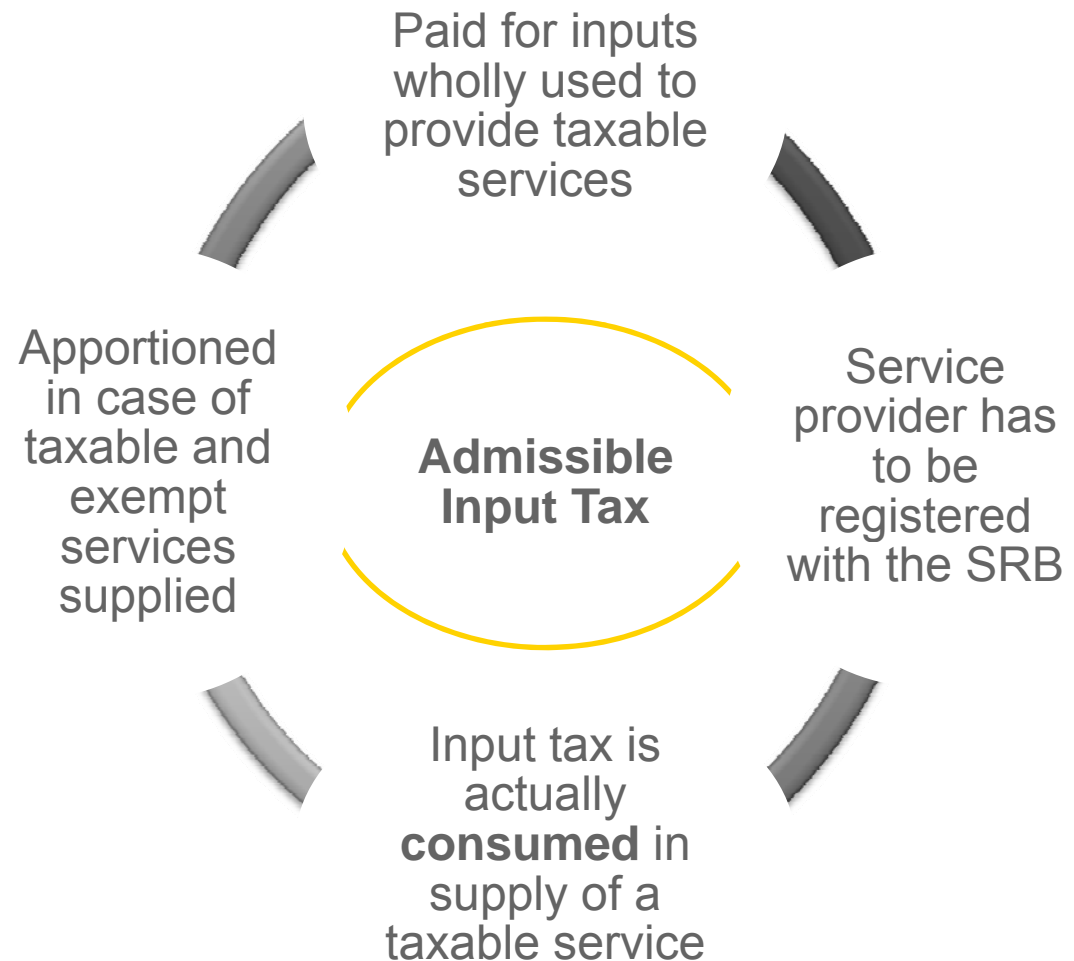 Paid for inputs
wholly used to
provide taxable
services
Apportioned
in case of
taxable and
exempt
services
supplied
Admissible
Input Tax
Service
provider has
to be
registered
with the SRB
Input tax is
actually
consumed in
supply of a
taxable service